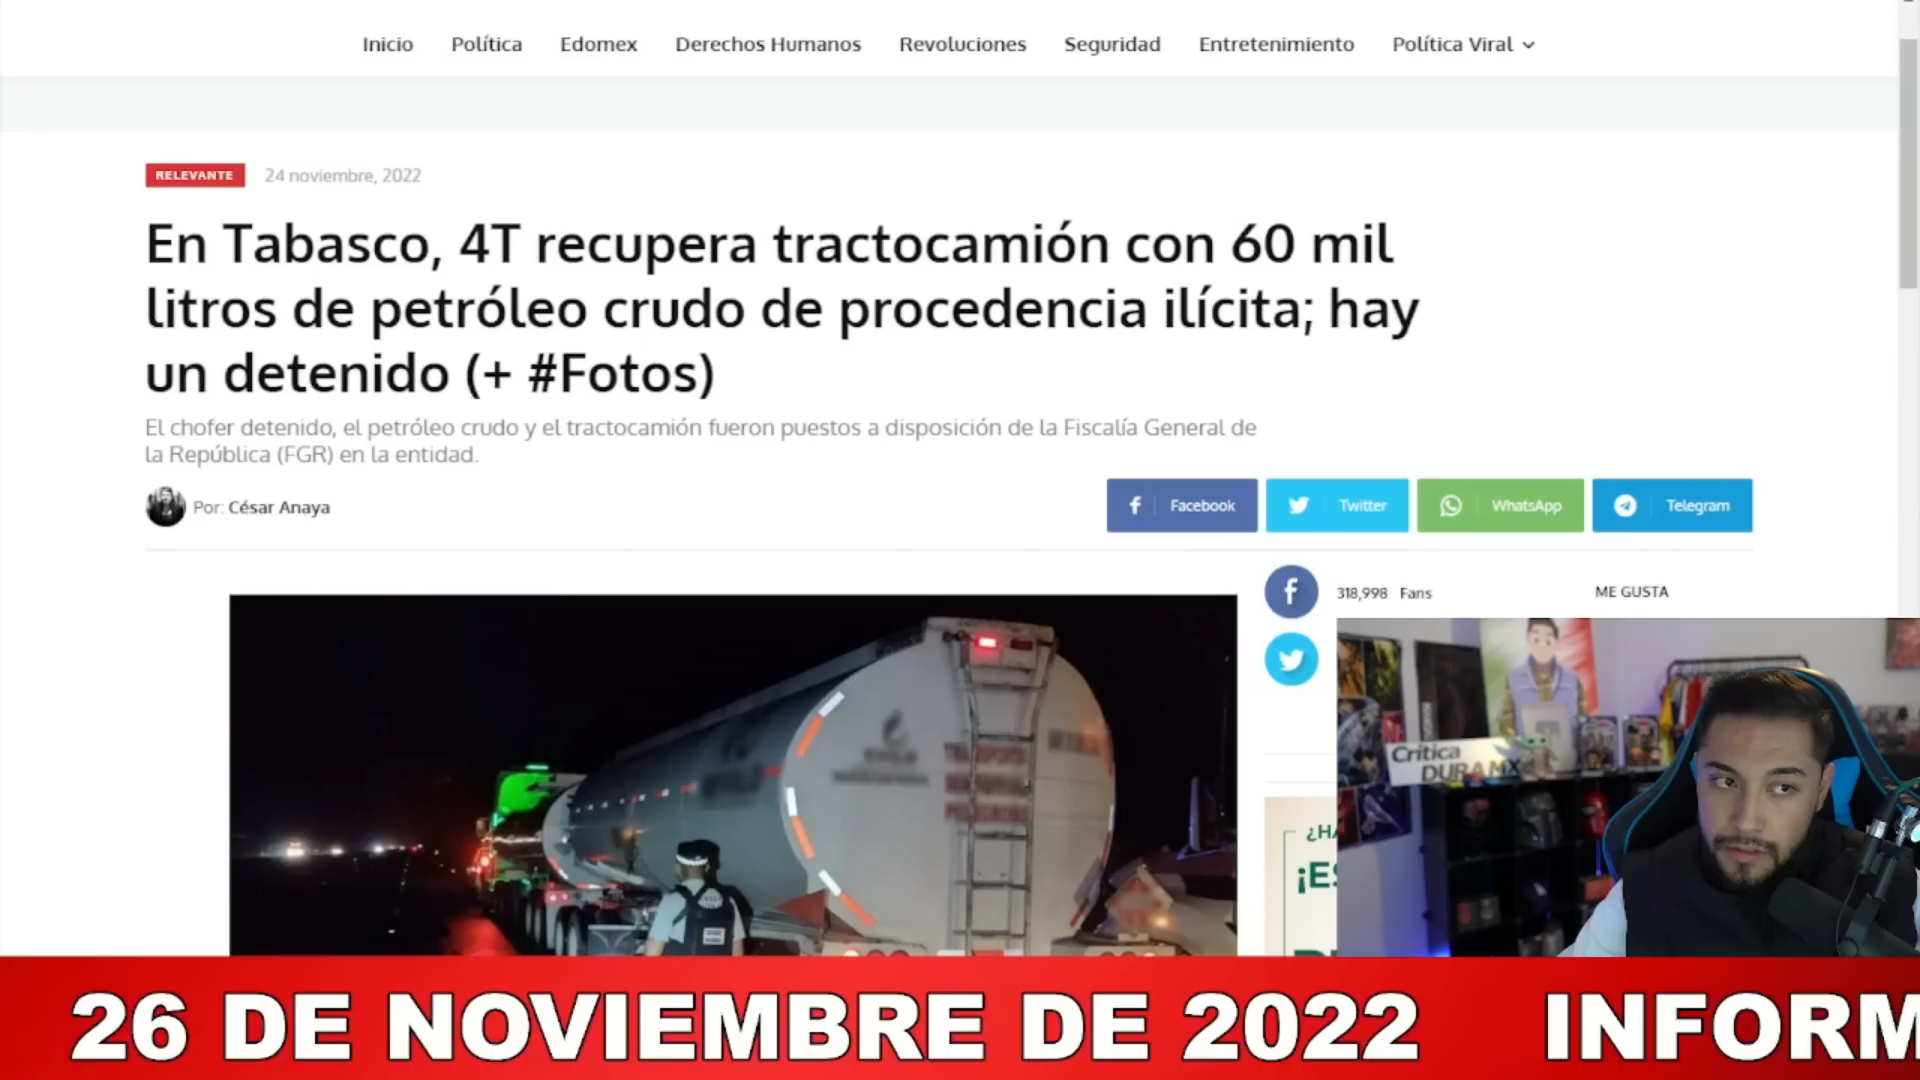 Inicio Política Edomex Derechos Humanos Revoluciones Seguridad Entretenimiento Política Viral
RELEVANTE 24 noviembre, 2022
En Tabasco, 4T recupera tractocamión con 60 mil
litros de petróleo crudo de procedencia ilícita; hay
un detenido (+ #Fotos)
El chofer detenido, el petróleo crudo y el tractocamión fueron puestos a disposición de la Fiscalía General de
la República (FGR) en la entidad.
Por: César Anaya
Facebook Twitter WhatsApp Telegram
318,998 Fans ME GUSTA
Crítica
DURA MX
26 DE NOVIEMBRE DE 2022 INFORM